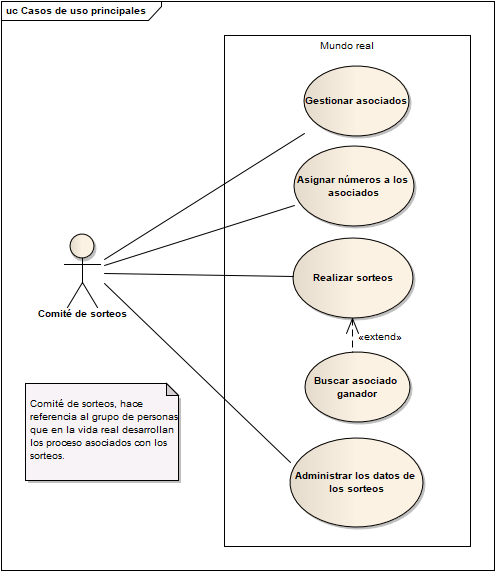 uc Casos de uso principales
Mundo real
Gestionar asociados
Asignar números a los
asociados
Realizar sorteos
Comité de sorteos
«extend»
Buscar asociado
ganador
Comité de sorteos, hace
referencia al grupo de personas
que en la vida real desarrollan
los proceso asociados con los
sorteos.
Administrar los datos de
los sorteos